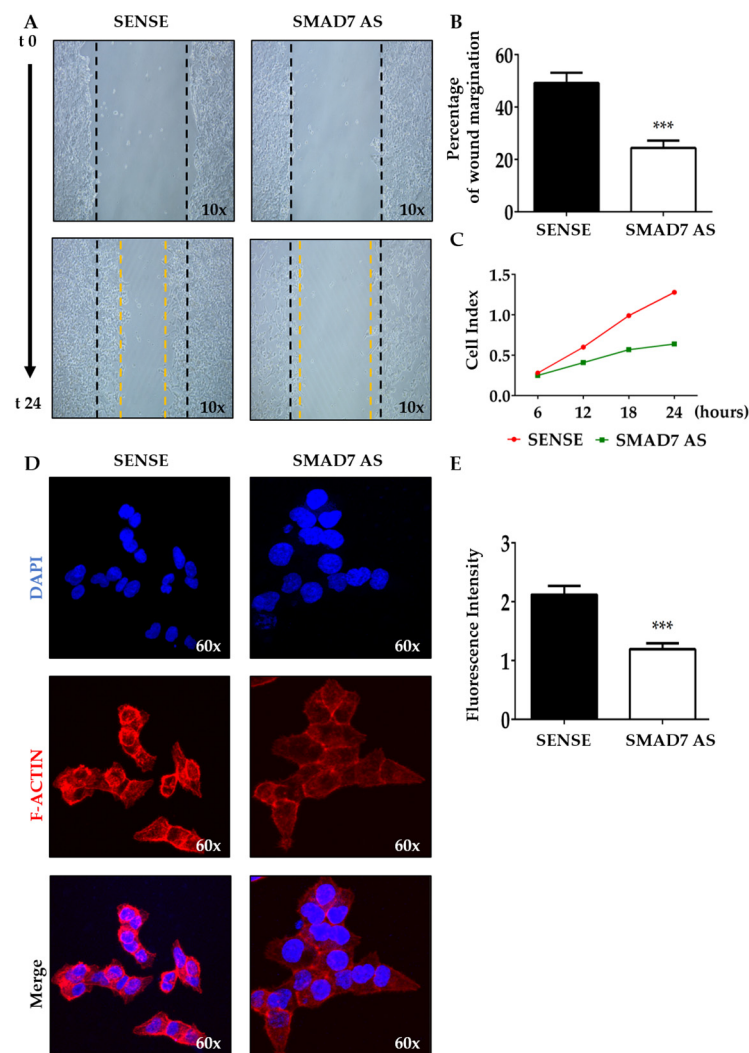 A
SENSE
SMAD7 AS
t 0
10x
10x
t 24
10x
10x
B
Percentage
of wound margination
60
40
20
0
***
SENSE
SMAD7 AS
C
Cell Index
1.5
1.0
0.5
0.0
6
12
18
24
(hours)
SENSE
SMAD7 AS
D
SENSE
SMAD7 AS
DAPI
60x
60x
F-ACTIN
60x
60x
Merge
60x
60x
E
Fluorescence Intensity
3
2
1
0
***
SENSE
SMAD7 AS